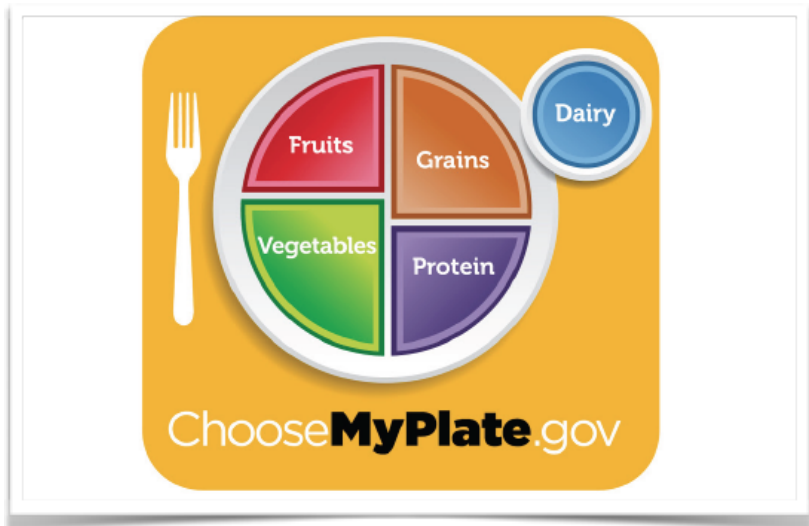 Fruits
Grains
Dairy
Vegetables
Protein
ChooseMyPlate.gov